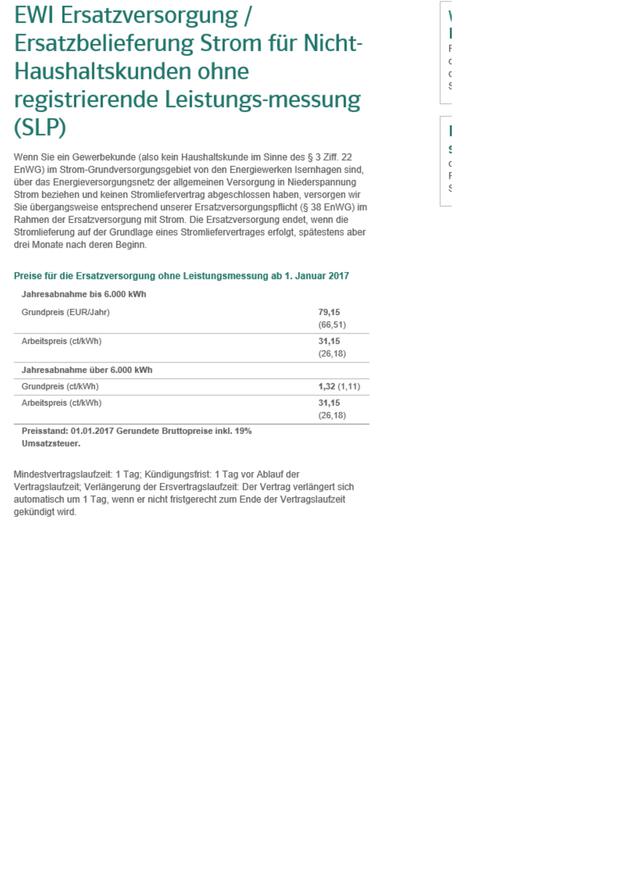 EWI Ersatzversorgung /
Ersatzbelieferung Strom für Nicht-
Haushaltskunden ohne
registrierende Leistungs-messung
(SLP)
Wenn Sie ein Gewerbekunde (also kein Haushaltskunde im Sinne des § 3 Ziff. 22
EnWG) im Strom-Grundversorgungsgebiet von den Energiewerken Isernhagen sind,
über das Energieversorgungsnetz der allgemeinen Versorgung in Niederspannung
Strom beziehen und keinen Stromliefervertrag abgeschlossen haben, versorgen wir
Sie übergangsweise entsprechend unserer Ersatzversorgungspflicht (§ 38 EnWG) im
Rahmen der Ersatzversorgung mit Strom. Die Ersatzversorgung endet, wenn die
Stromlieferung auf der Grundlage eines Stromliefervertrages erfolgt, spätestens aber
drei Monate nach deren Beginn.
Preise für die Ersatzversorgung ohne Leistungsmessung ab 1. Januar 2017
Jahresabnahme bis 6.000 kWh
Grundpreis (EUR/Jahr) 79,15
(66,51)
Arbeitspreis (ct/kWh) 31,15
(26,18)
Jahresabnahme über 6.000 kWh
Grundpreis (ct/kWh) 1,32 (1,11)
Arbeitspreis (ct/kWh) 31,15
(26,18)
Preisstand: 01.01.2017 Gerundete Bruttopreise inkl. 19%
Umsatzsteuer.
Mindestvertragslaufzeit: 1 Tag; Kündigungsfrist: 1 Tag vor Ablauf der
Vertragslaufzeit; Verlängerung der Ersvertragslaufzeit: Der Vertrag verlängert sich
automatisch um 1 Tag, wenn er nicht fristgerecht zum Ende der Vertragslaufzeit
gekündigt wird.